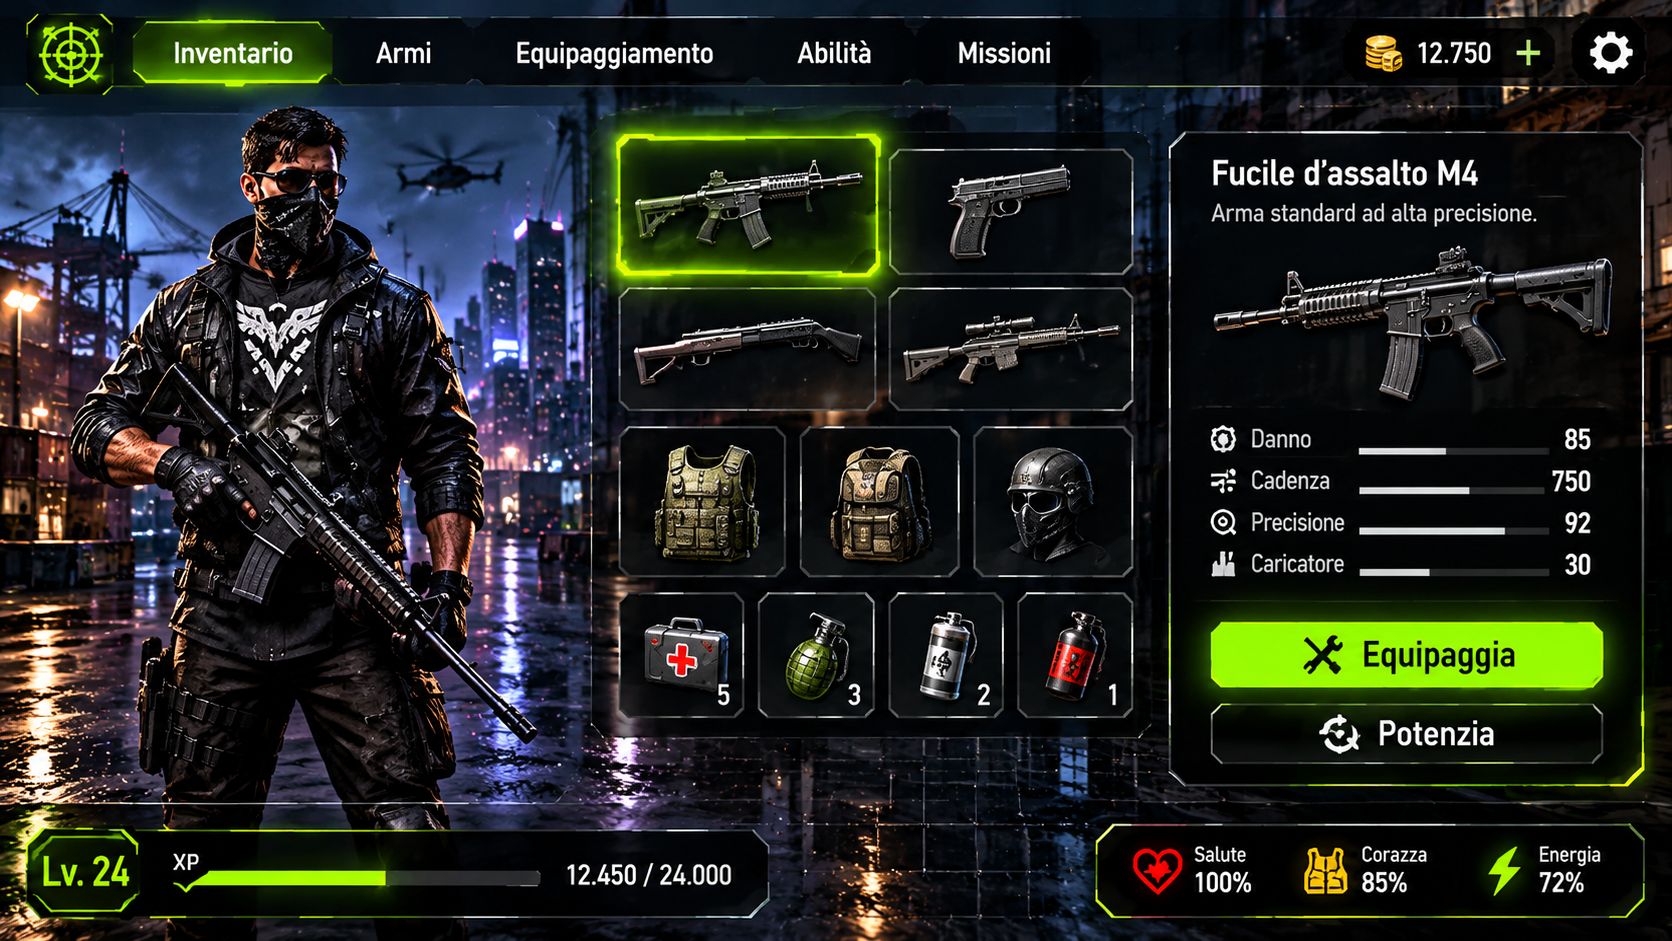 Inventario
Armi
Equipaggiamento
Abilità
Missioni
12.750 +
Fucile d'assalto M4
Arma standard ad alta precisione.
Danno 85
Cadenza 750
Precisione 92
Caricatore 30
Equipaggia
Potenzia
5
3
2
1
Lv. 24
XP
12.450 / 24.000
Salute
100%
Corazza
85%
Energia
72%